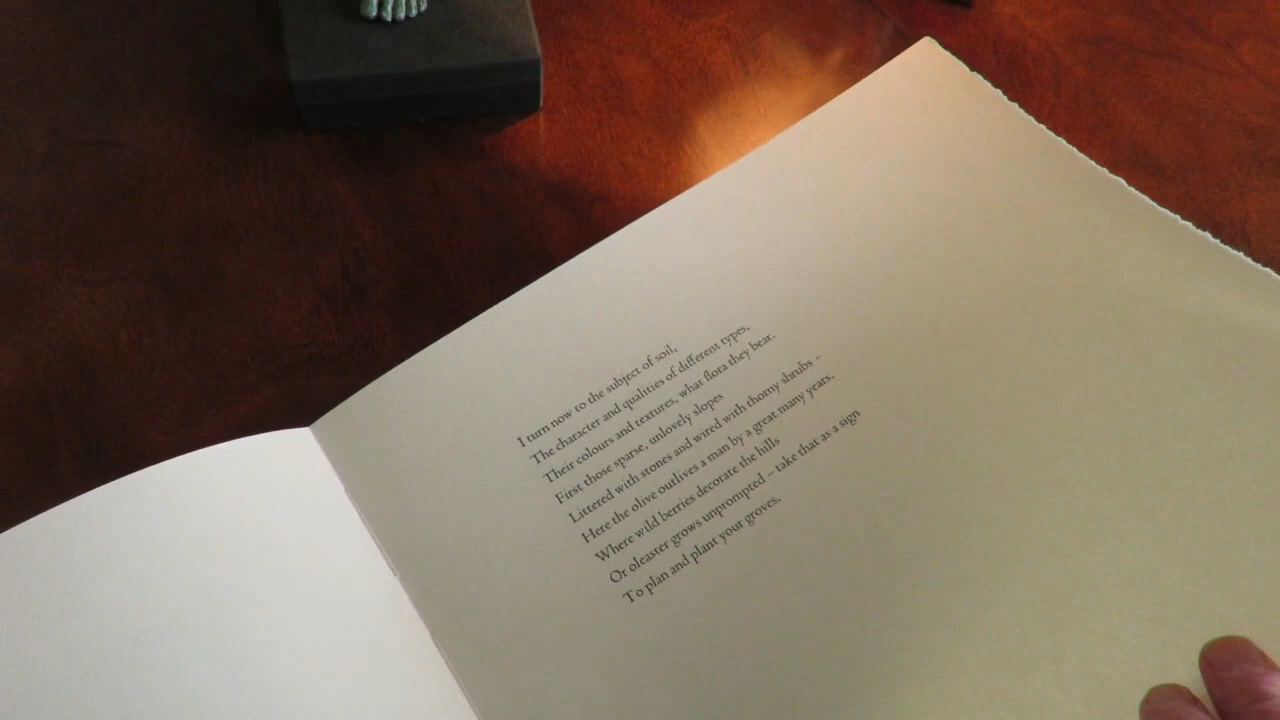 I turn now to the subject of soil,
The character and qualities of different types,
Their colours and textures, what flora they bear.
First those sparse, unlovely slopes
Littered with stones and wired with thorny shrubs –
Here the olive outlives a man by a great many years,
Where wild berries decorate the hills
Or oleaster grows unprompted – take that as a sign
To plan and plant your groves,